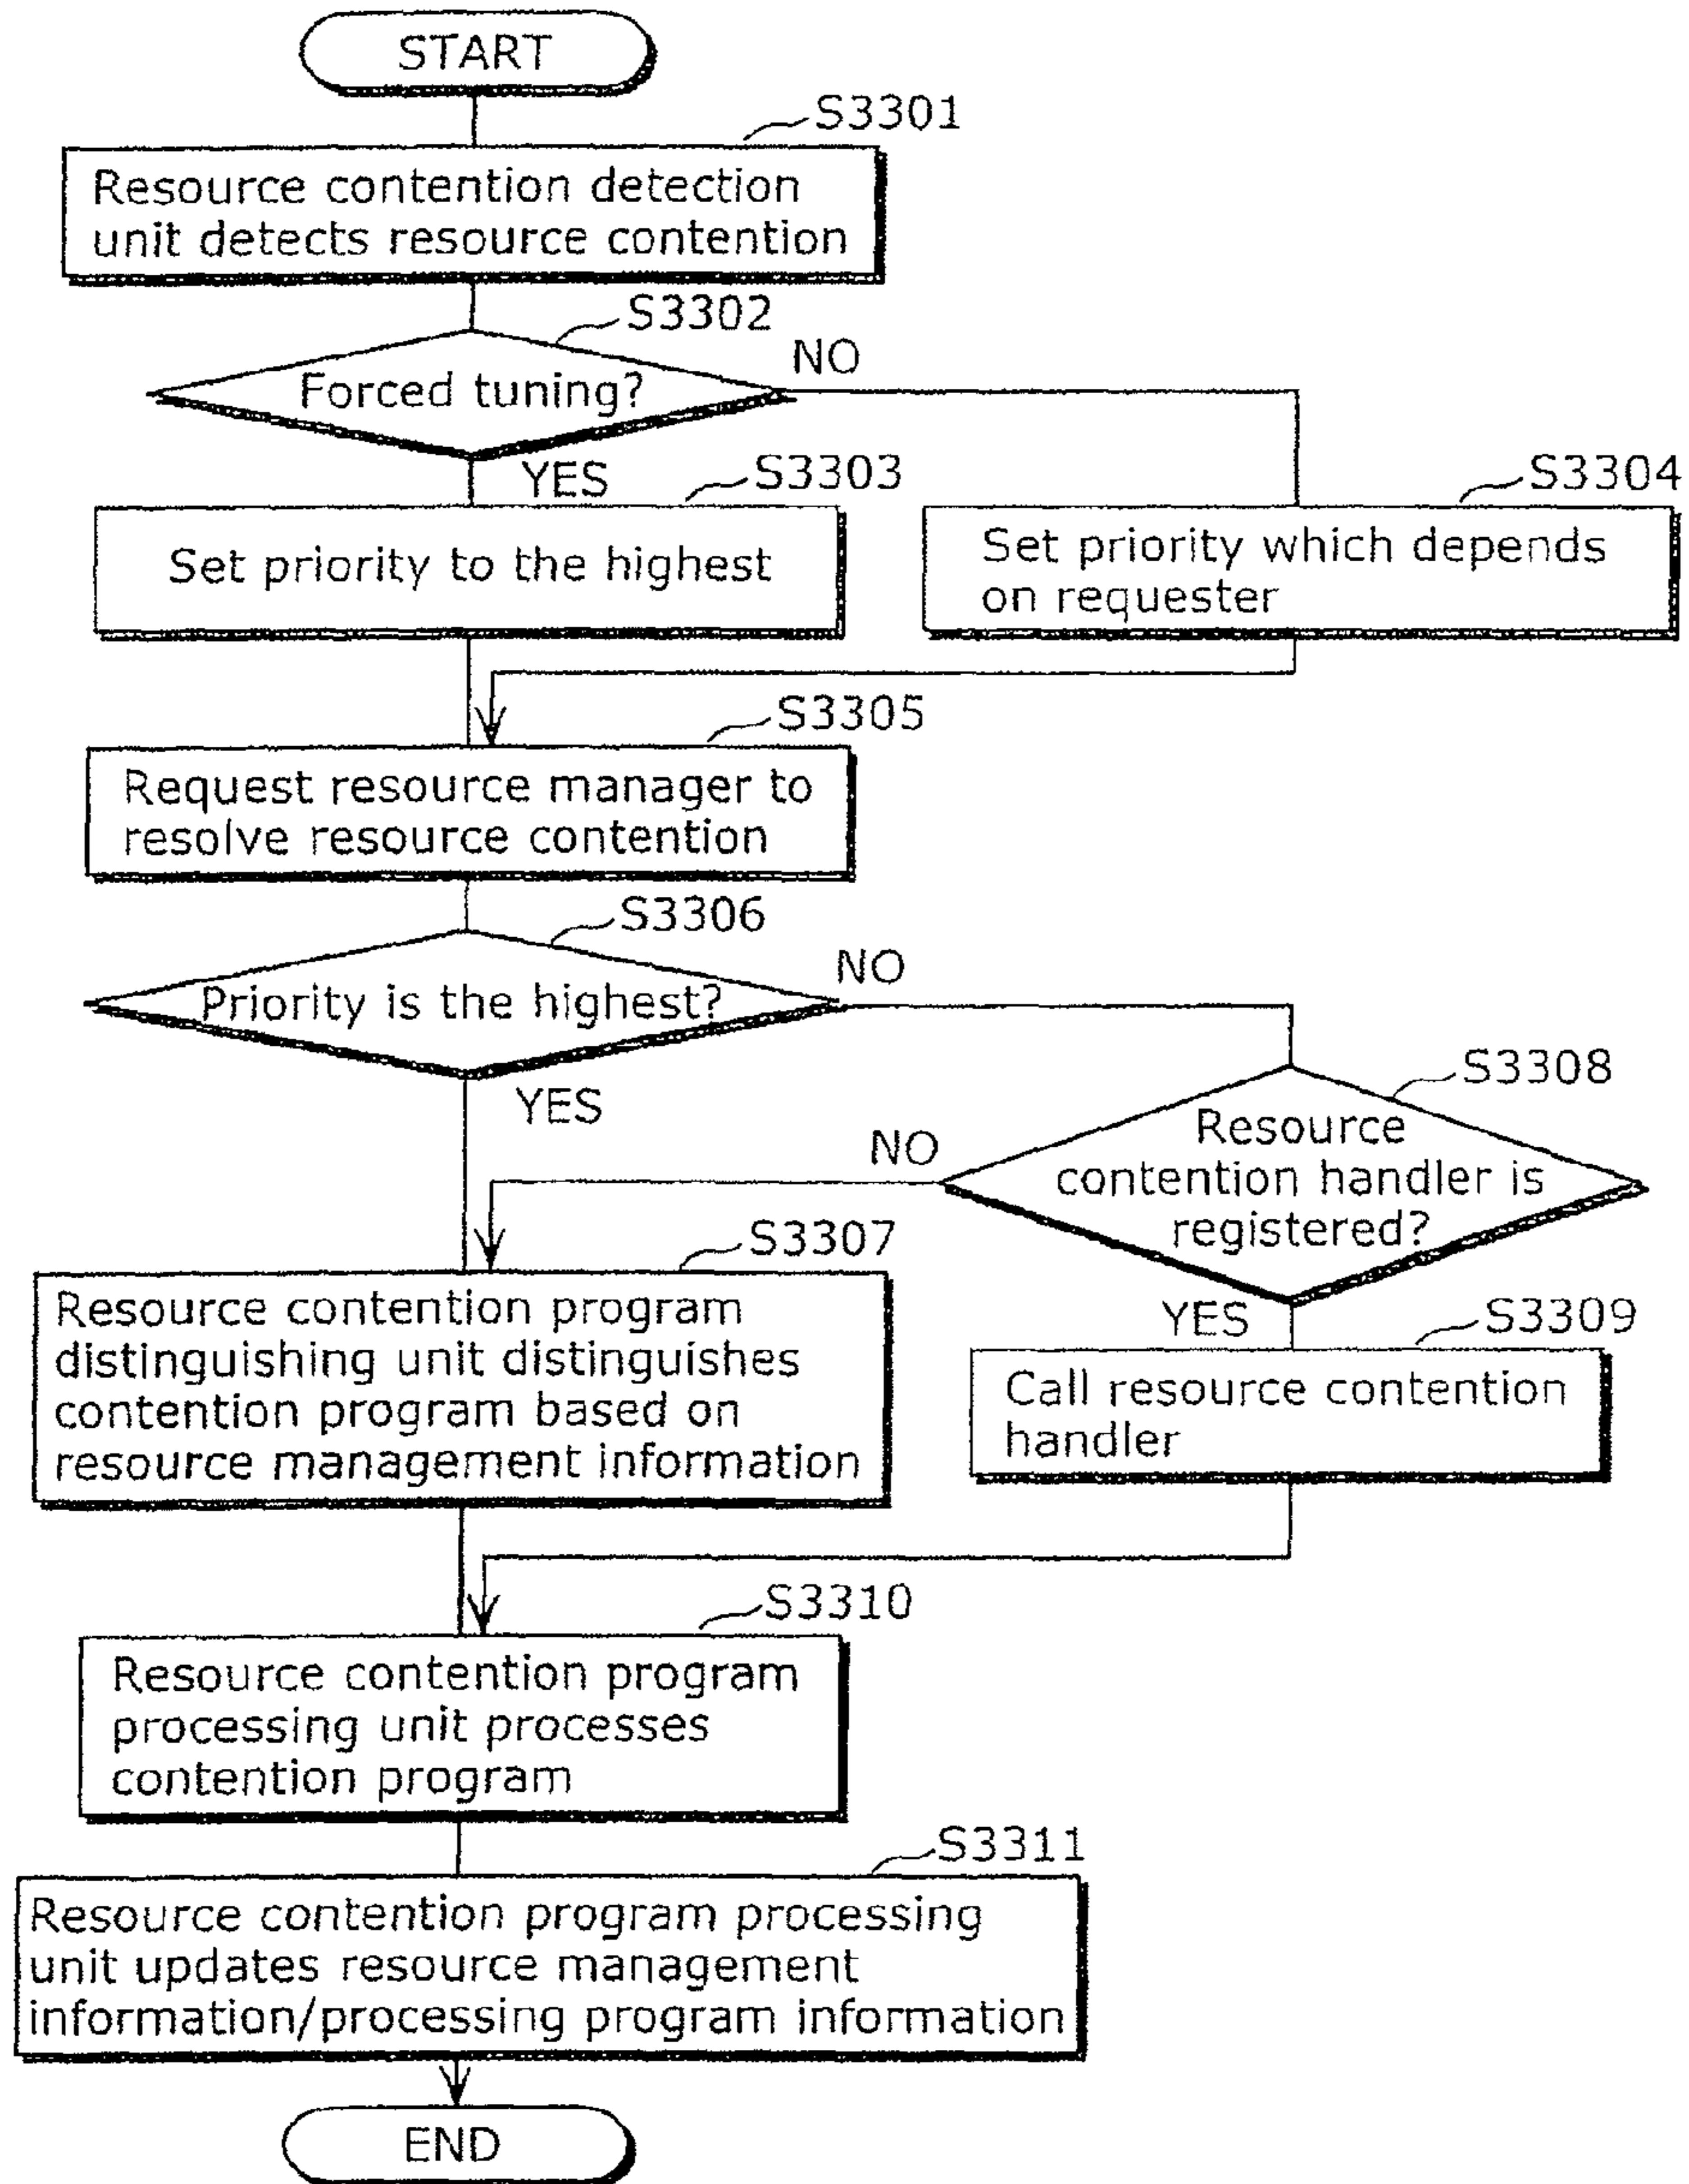 START
S3301
Resource contention detection
unit detects resource contention
S3302
NO
Forced tuning?
YES
S3303
S3304
Set priority to the highest
Set priority which depends
on requester
S3305
Request resource manager to
resolve resource contention
S3306
NO
Priority is the highest?
YES
S3308
NO
Resource
contention handler is
registered?
S3307
YES
S3309
Resource contention program
distinguishing unit distinguishes
contention program based on
resource management information
Call resource contention
handler
S3310
Resource contention program
processing unit processes
contention program
S3311
Resource contention program processing
unit updates resource management
information/processing program information
END